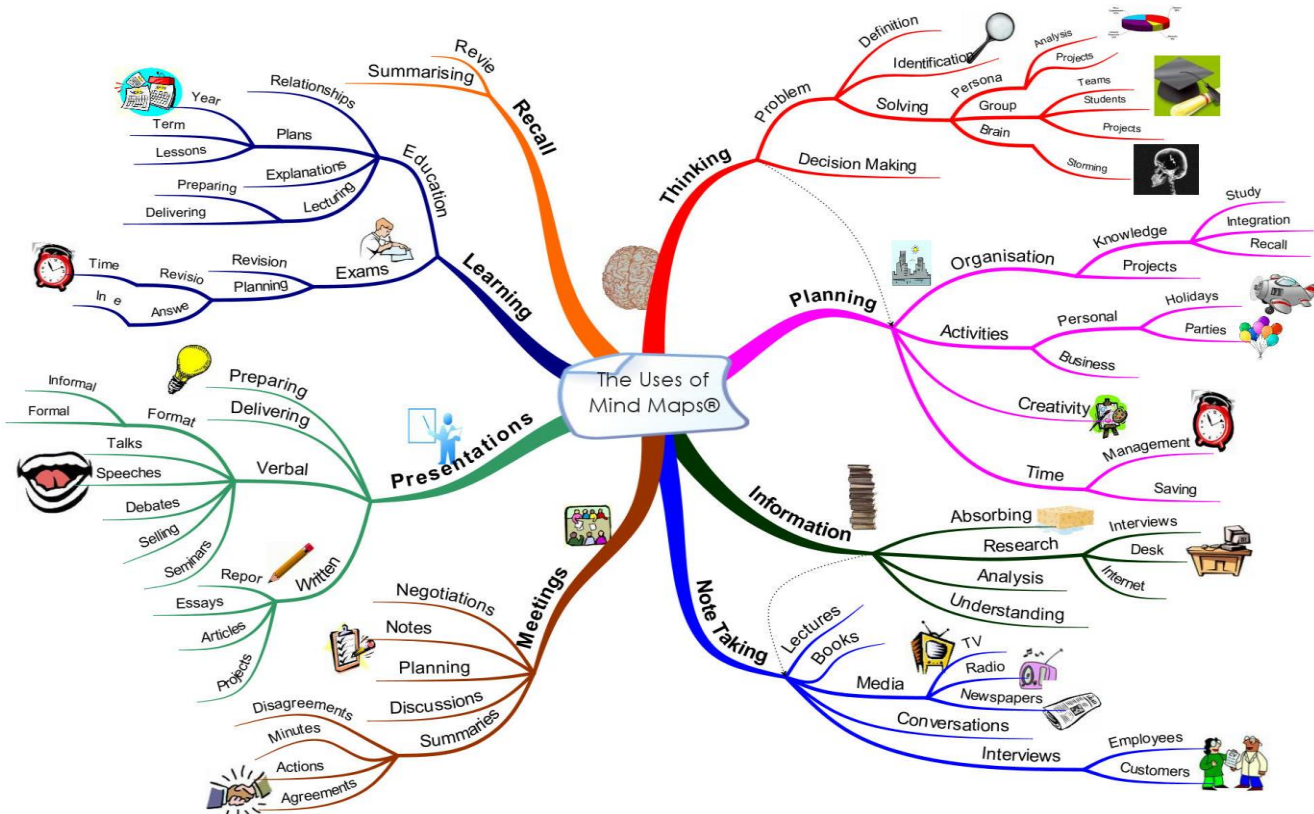 The Uses of
Mind Maps®
Thinking
Problem
Definition
Identification
Solving
Persona
Analysis
Projects
Group
Teams
Students
Projects
Brain
Storming
Decision Making
Planning
Organisation
Knowledge
Study
Integration
Recall
Projects
Activities
Personal
Holidays
Parties
Business
Creativity
Time
Management
Saving
Information
Absorbing
Research
Interviews
Desk
Internet
Analysis
Understanding
Note Taking
Lectures
Books
Media
TV
Radio
Newspapers
Conversations
Interviews
Employees
Customers
Meetings
Negotiations
Notes
Planning
Discussions
Summaries
Disagreements
Minutes
Actions
Agreements
Presentations
Preparing
Delivering
Verbal
Format
Informal
Formal
Talks
Speeches
Debates
Selling
Seminars
Written
Repor
Essays
Articles
Projects
Learning
Education
Relationships
Plans
Year
Term
Lessons
Explanations
Lecturing
Preparing
Delivering
Exams
Revision
Planning
Revisio
Time
Answe
In e
Recall
Revie
Summarising